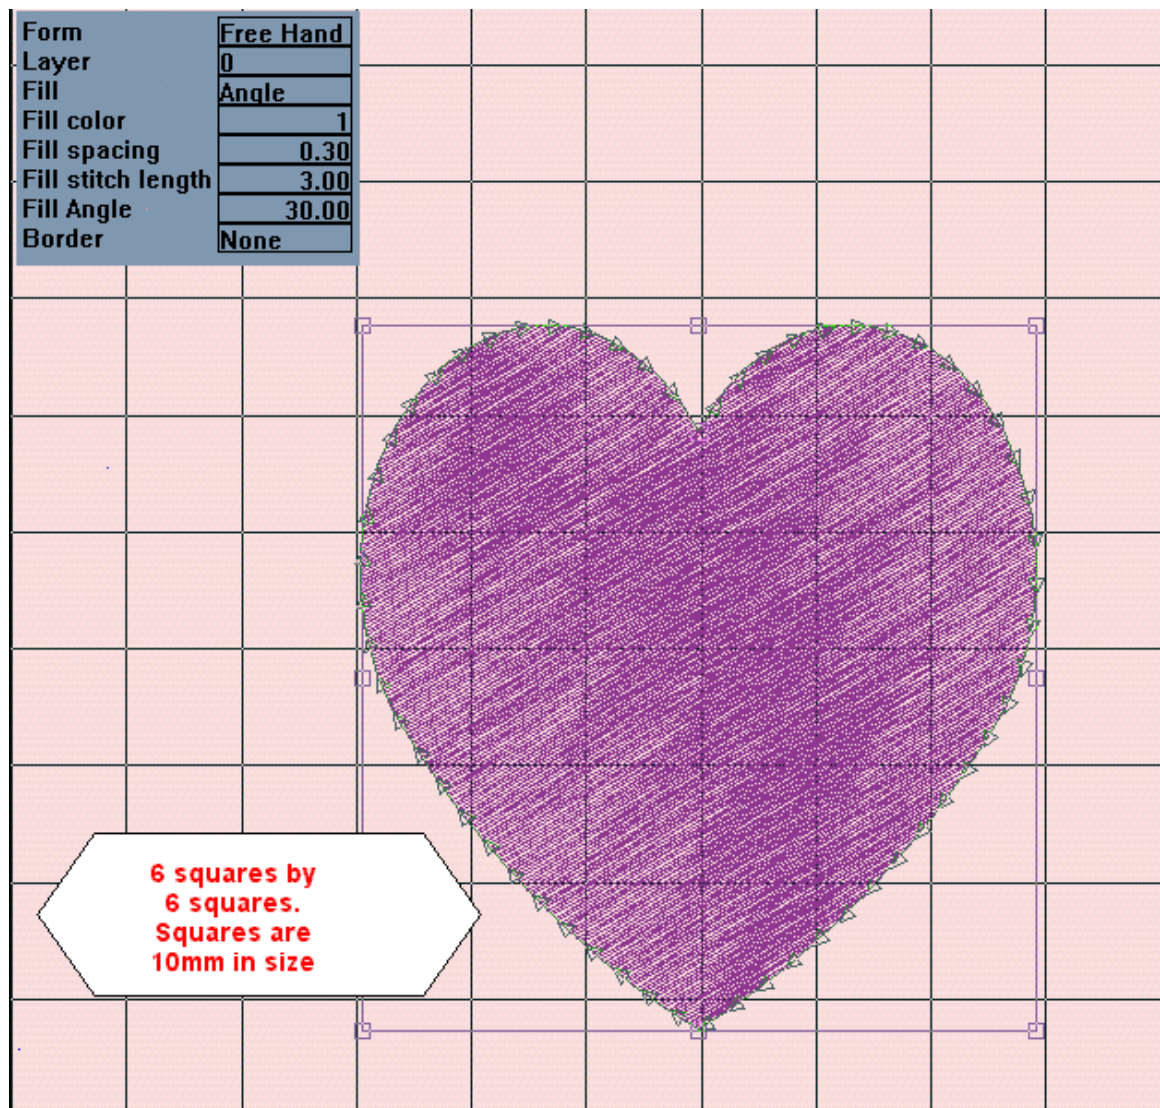 Form Free Hand
Layer 0
Fill Angle
Fill color 1
Fill spacing 0.30
Fill stitch length 3.00
Fill Angle 30.00
Border None
6 squares by
6 squares.
Squares are
10mm in size